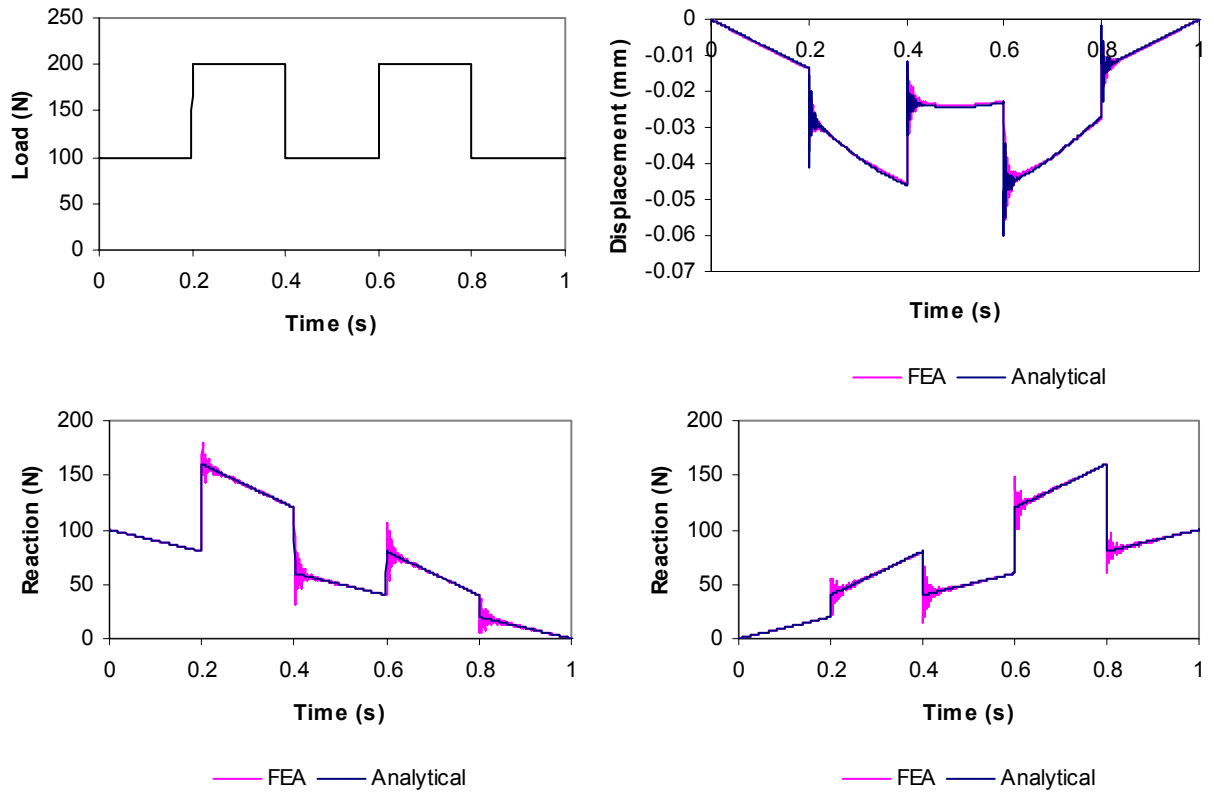 Load (N)
250
200
150
100
50
0
0 0.2 0.4 0.6 0.8 1
Time (s)
Displacement (mm)
0
-0.01
-0.02
-0.03
-0.04
-0.05
-0.06
-0.07
0 0.2 0.4 0.6 0.8 1
Time (s)
FEA Analytical
Reaction (N)
200
150
100
50
0
0 0.2 0.4 0.6 0.8 1
Time (s)
FEA Analytical
Reaction (N)
200
150
100
50
0
0 0.2 0.4 0.6 0.8 1
Time (s)
FEA Analytical